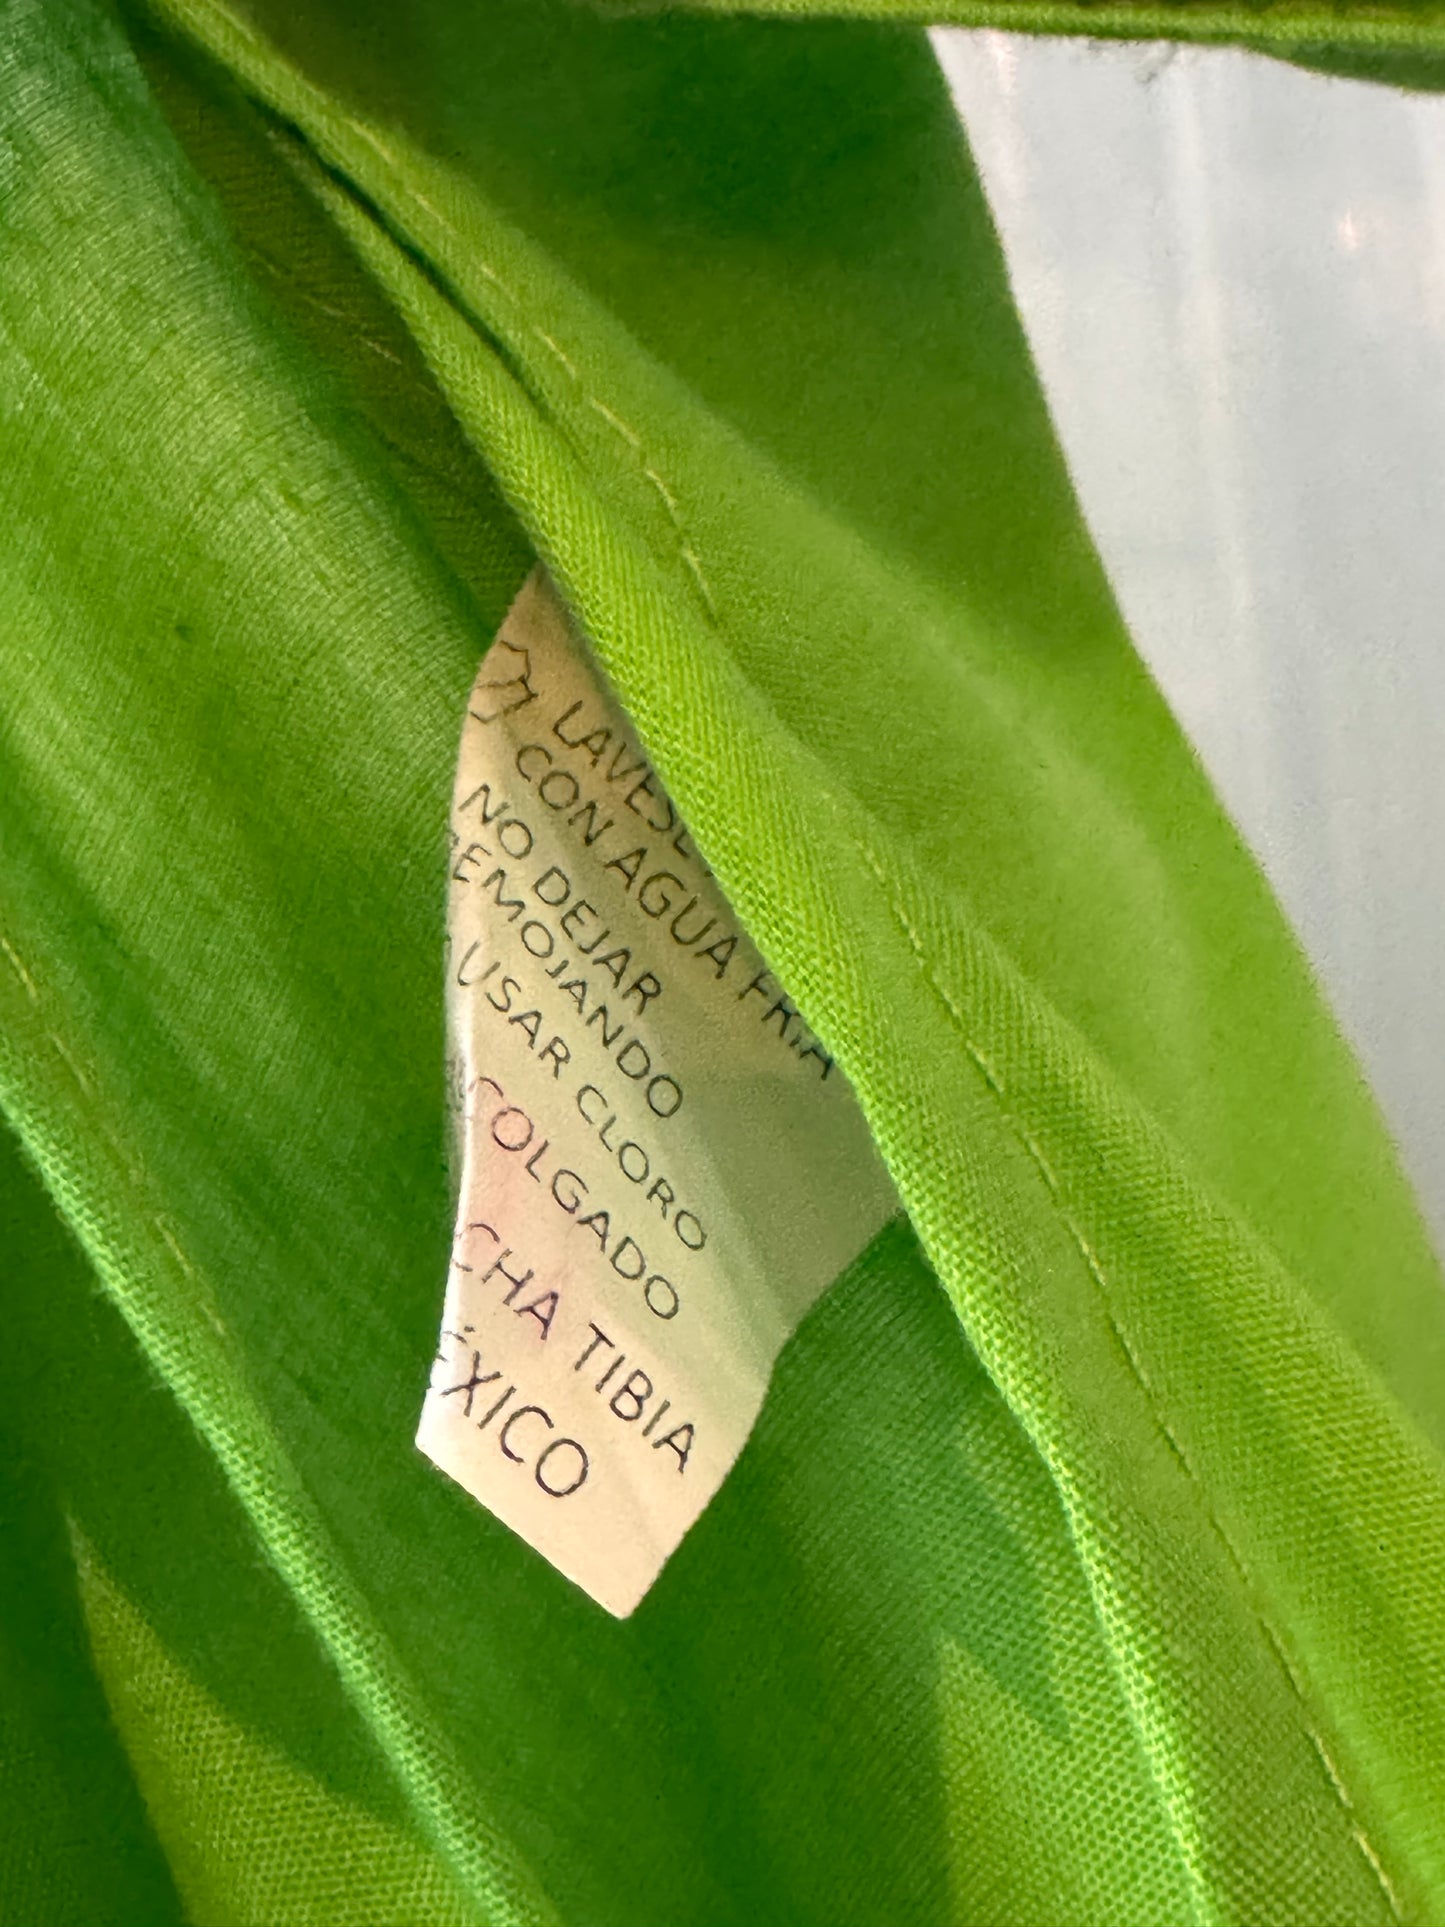 LAVESE
CON AGUA FRIA
NO DEJAR
REMOJANDO
USAR CLORO
COLGADO
CHA TIBIA
ÉXICO